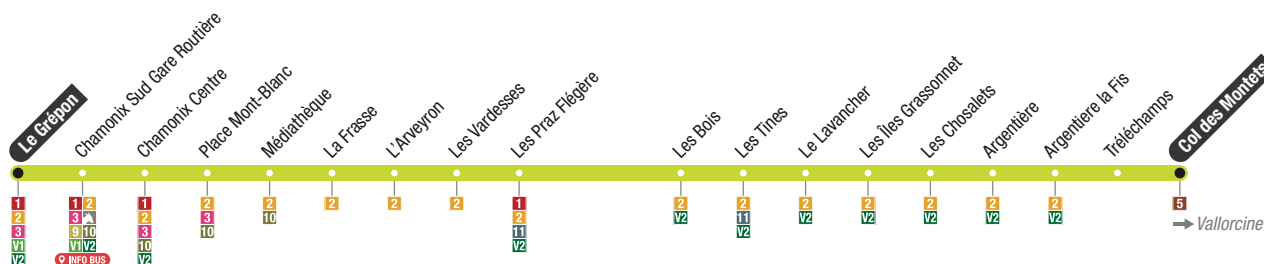 Le Grépon
Chamonix Sud Gare Routière
Chamonix Centre
Place Mont-Blanc
Médiathèque
La Frasse
L'Arveyron
Les Vardesses
Les Praz Flégère
Les Bois
Les Tines
Le Lavancher
Les Îles Grassonnet
Les Chosalets
Argentière
Argentiere la Fis
Tréléchamps
Col des Montets
1
2
3
V1
V2
1 2
3
9 10
V1 V2
INFO BUS
1
2
3
10
V2
2
3
10
2
10
2
2
2
1
2
11
V2
2
V2
2
11
V2
2
V2
2
V2
2
V2
2
V2
2
V2
5
Vallorcine